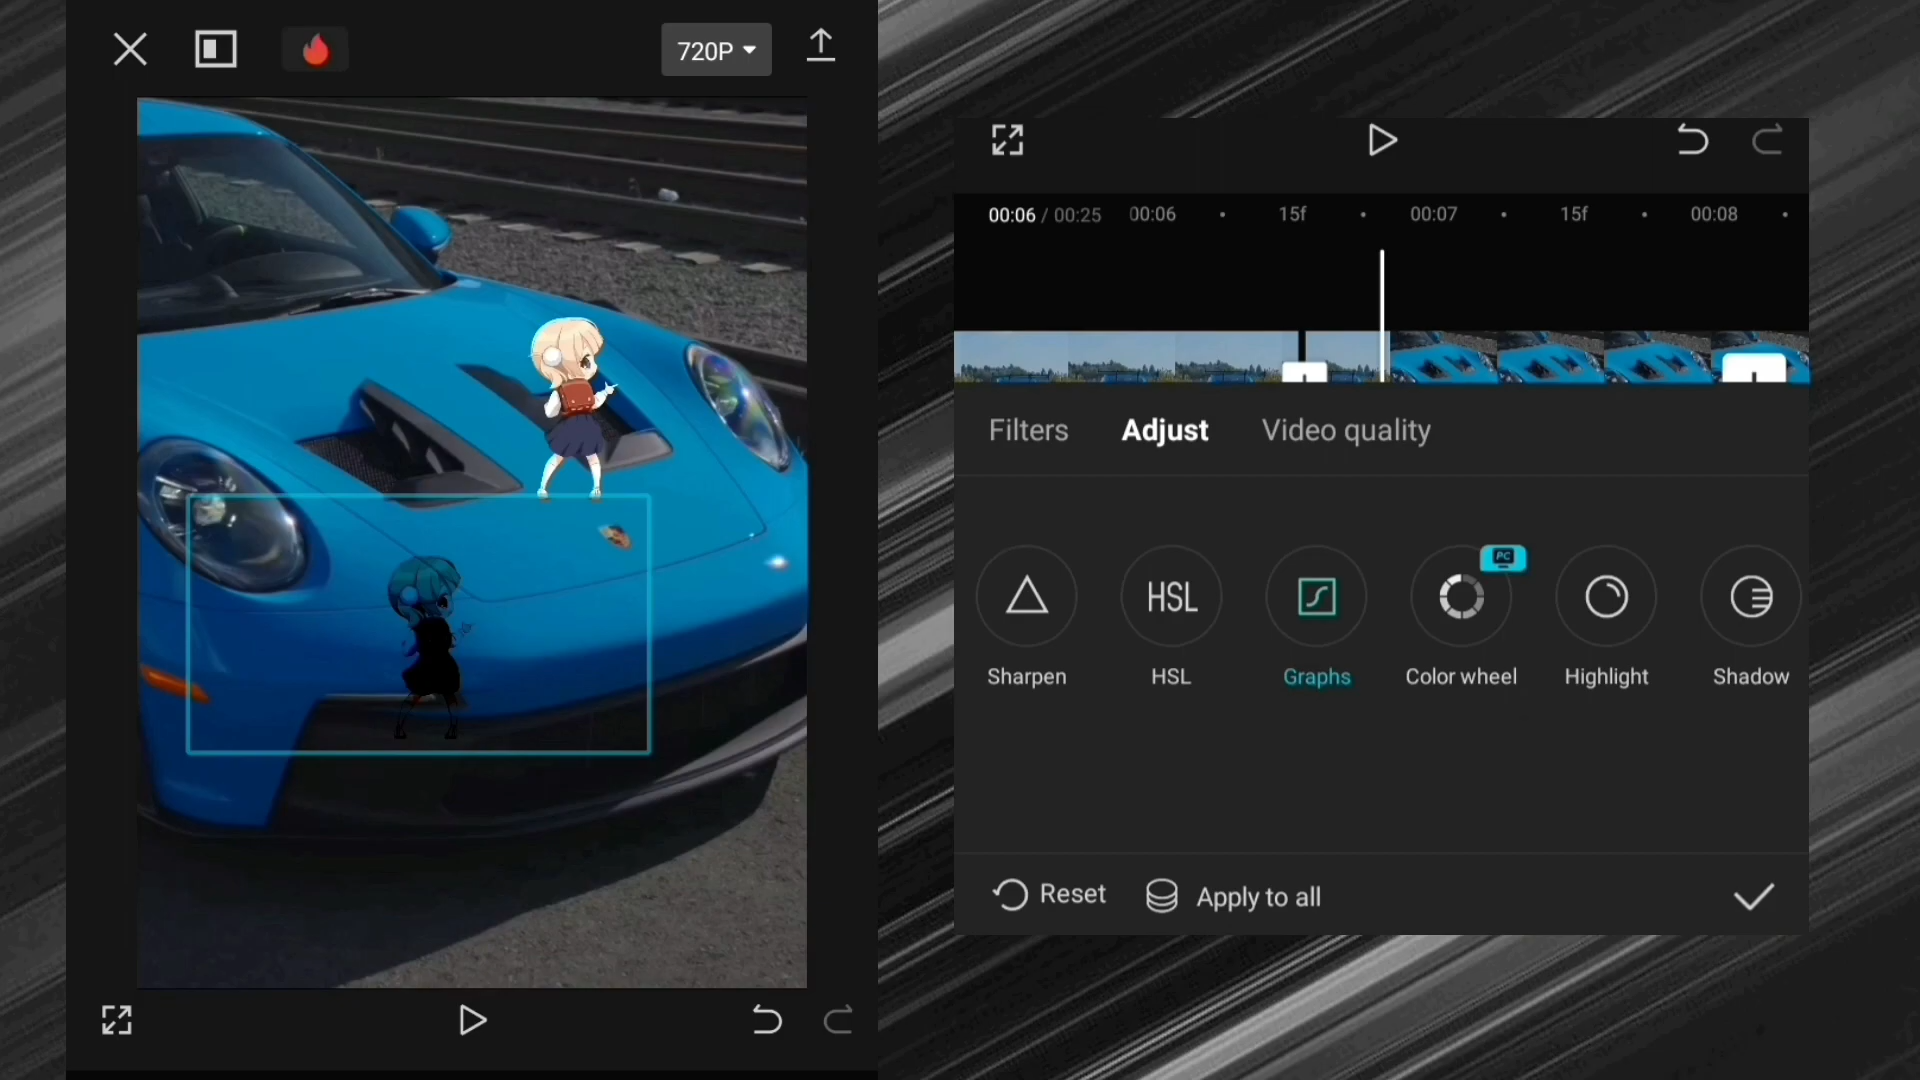 720P
00:06 / 00:25 00:06 15f 00:07 15f 00:08
Filters Adjust Video quality
PC
HSL
Sharpen HSL Graphs Color wheel Highlight Shadow
Reset Apply to all